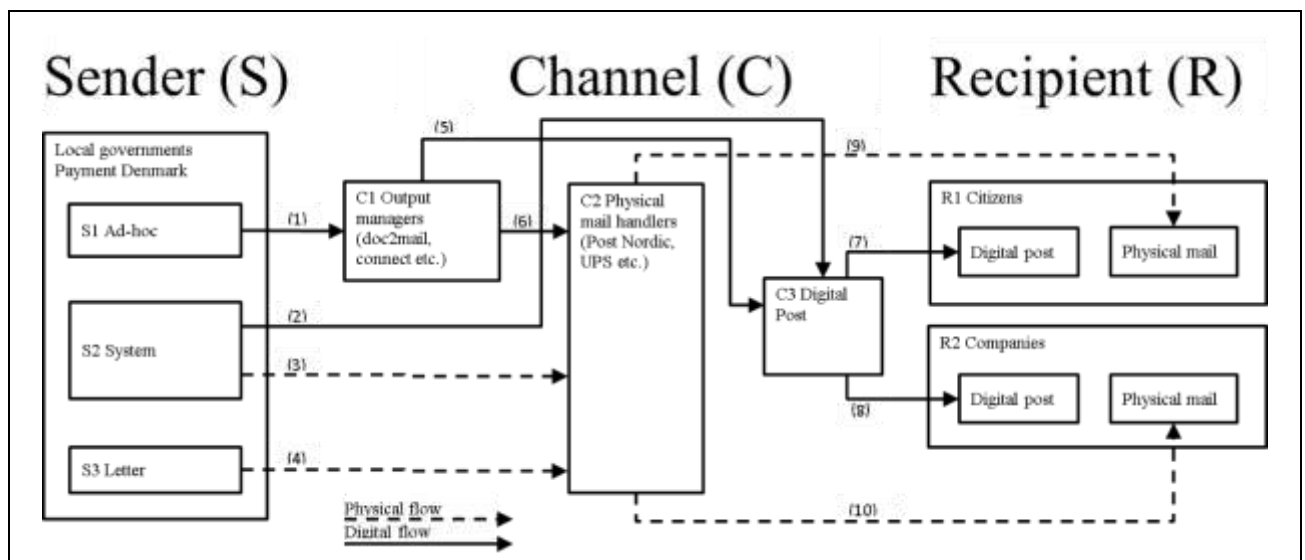 Sender (S)
Channel (C)
Recipient (R)
Local governments
Payment Denmark
S1 Ad-hoc
(1)
S2 System
(2)
(3)
S3 Letter
(4)
(5)
C1 Output
managers
(doc2mail,
connect etc.)
(6)
C2 Physical
mail handlers
(Post Nordic,
UPS etc.)
(9)
C3 Digital
Post
(7)
(8)
(10)
R1 Citizens
Digital post
Physical mail
R2 Companies
Digital post
Physical mail
Physical flow
Digital flow